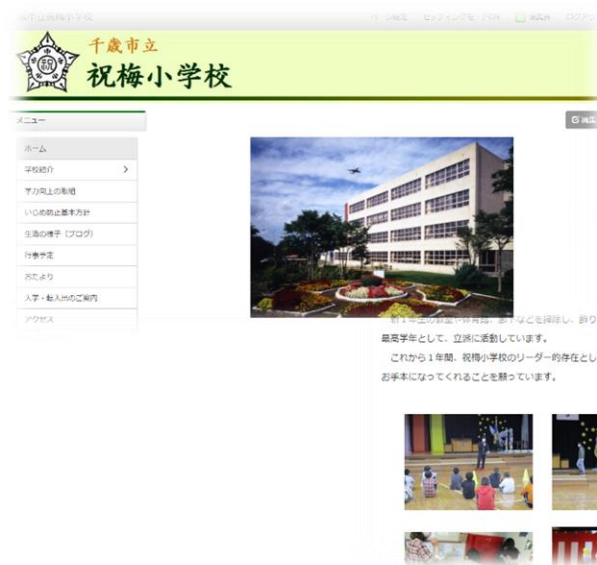 千歳市立
祝梅小学校
祝
メニュー
編集
ホーム
学校紹介
学力向上の取組
いじめ防止基本方針
生活の様子（ブログ）
行事予定
おたより
入学・転入出のご案内
アクセス
最高学年として、立派に活動しています。
これから１年間、祝梅小学校のリーダー的存在とし
お手本になってくれることを願っています。